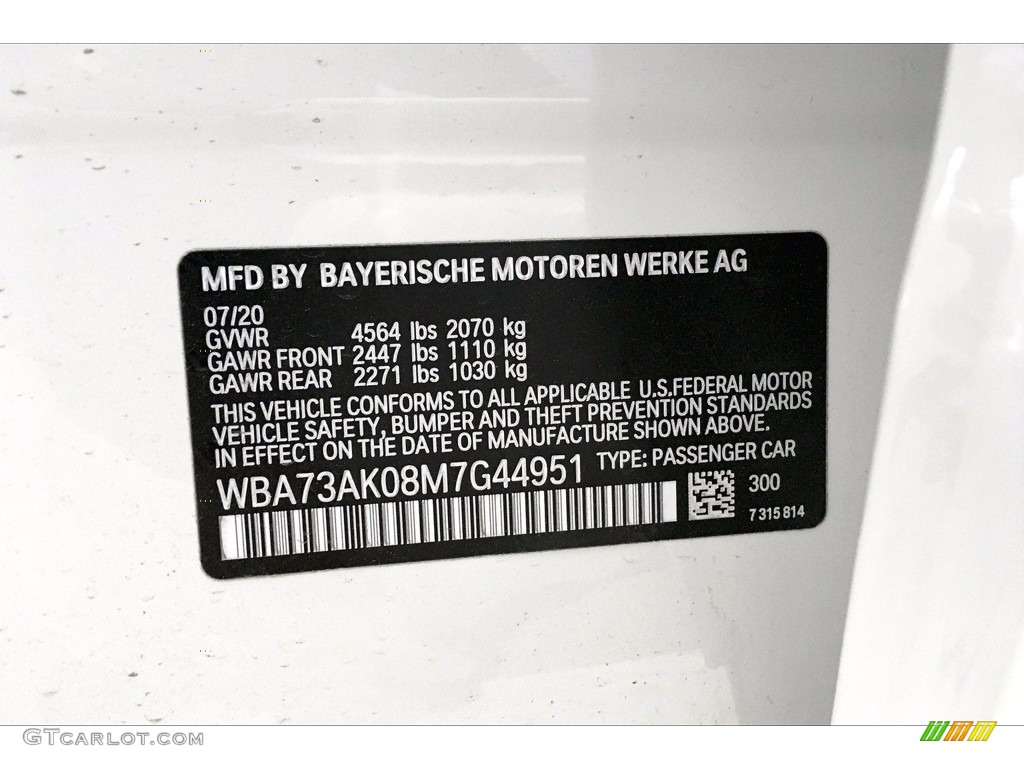 MFD BY BAYERISCHE MOTOREN WERKE AG
07/20
GVWR 4564 lbs 2070 kg
GAWR FRONT 2447 lbs 1110 kg
GAWR REAR 2271 lbs 1030 kg
THIS VEHICLE CONFORMS TO ALL APPLICABLE U.S.FEDERAL MOTOR
VEHICLE SAFETY, BUMPER AND THEFT PREVENTION STANDARDS
IN EFFECT ON THE DATE OF MANUFACTURE SHOWN ABOVE.
WBA73AK08M7G44951 TYPE: PASSENGER CAR
300
7 315 814
GTcarlot.com